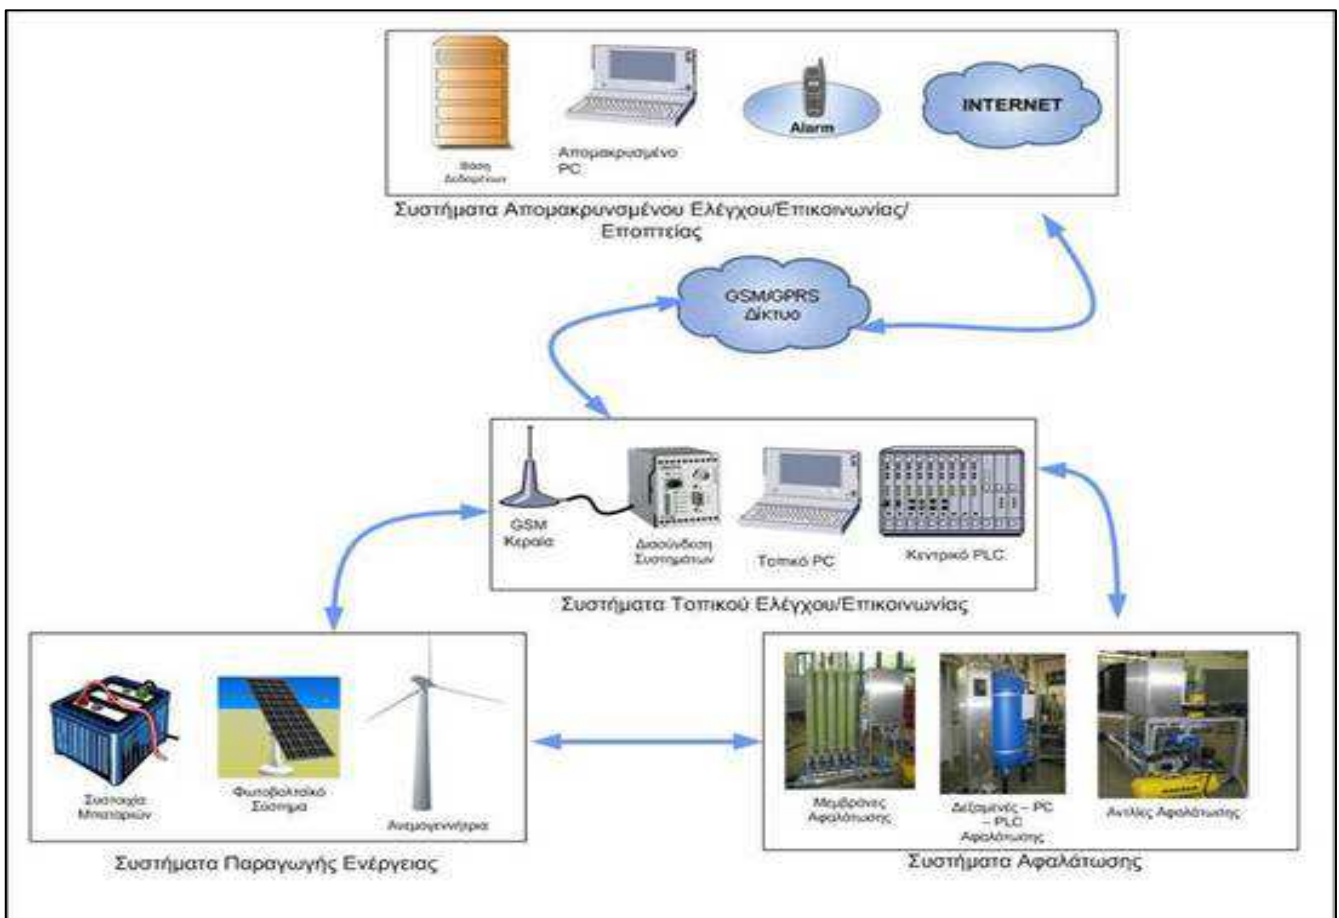 INTERNET
Alarm
Βάση
Δεδομένων
Απομακρυσμένο
PC
Συστήματα Απομακρυνσμένου Ελέγχου/Επικοινωνίας/
Εποπτείας
GSM/GPRS
Δίκτυο
GSM
Κεραία
Διασύνδεση
Συστημάτων
Τοπικό PC
Κεντρικό PLC
Συστήματα Τοπικού Ελέγχου/Επικοινωνίας
Συστοιχία
Μπαταριών
Φωτοβολταϊκό
Σύστημα
Ανεμογεννήτρια
Συστήματα Παραγωγής Ενέργειας
Μεμβράνες
Αφαλάτωσης
Δεξαμενές – PC
– PLC
Αφαλάτωσης
Αντλίες Αφαλάτωσης
Συστήματα Αφαλάτωσης